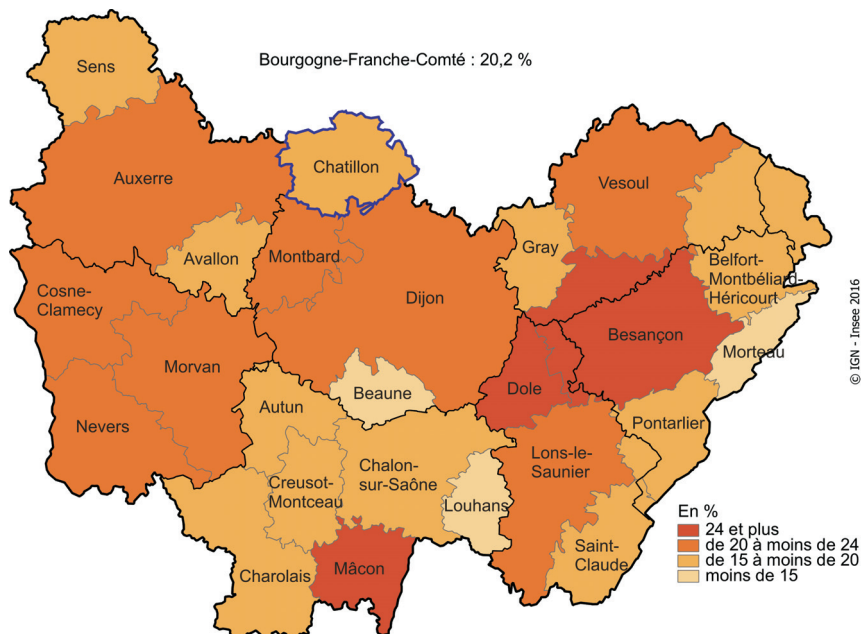 Sens
Bourgogne-Franche-Comté : 20,2 %
Auxerre
Chatillon
Vesoul
Avallon
Montbard
Gray
Belfort-
Montbéliard-
Héricourt
Cosne-
Clamecy
Dijon
Besançon
Morteau
Morvan
Dole
Beaune
Autun
Nevers
Pontarlier
Lons-le-
Saunier
Chalon-
sur-Saône
Creusot-
Montceau
Louhans
Saint-
Claude
Mâcon
Charolais
En %
24 et plus
de 20 à moins de 24
de 15 à moins de 20
moins de 15
© IGN - Insee 2016